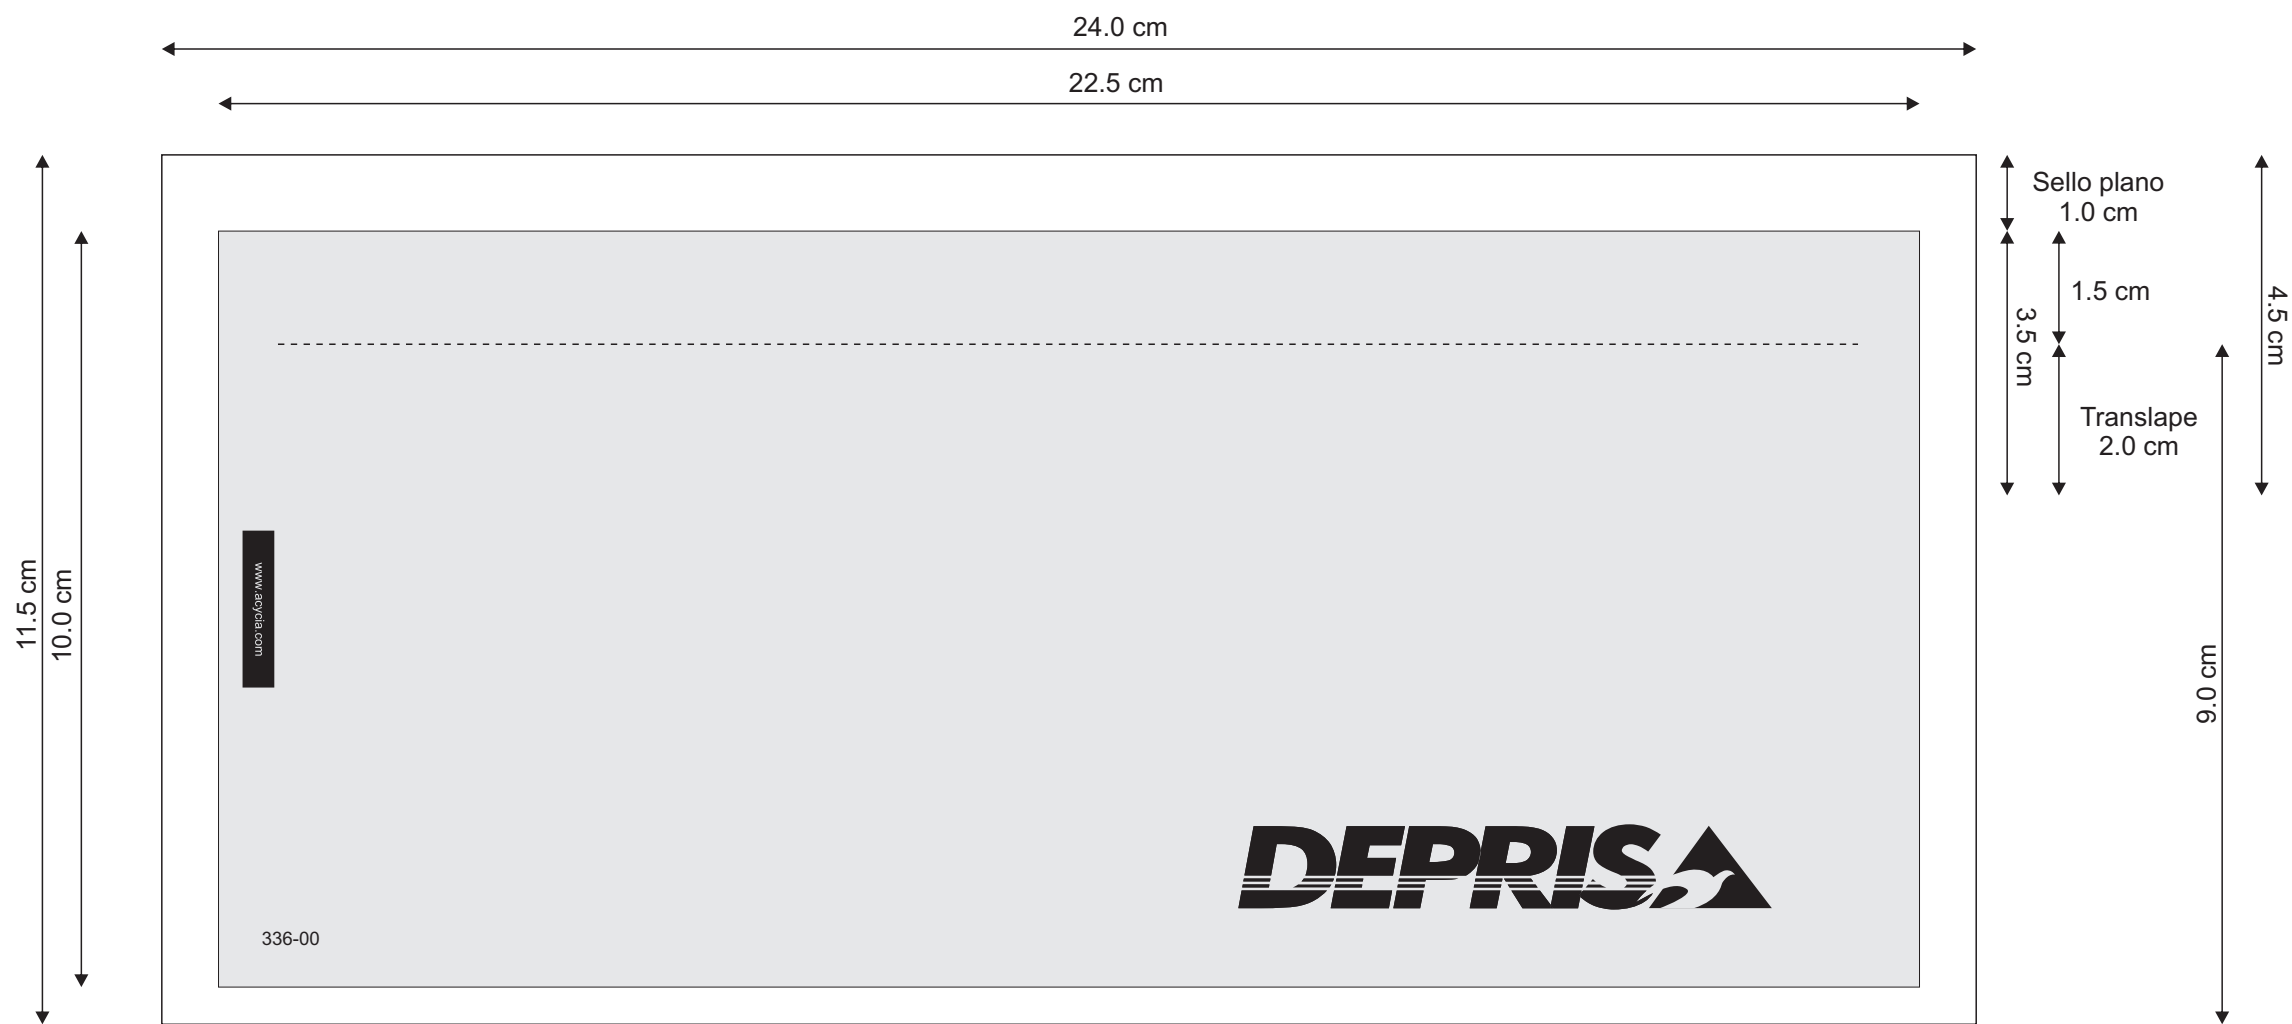 24.0 cm
22.5 cm
Sello plano
1.0 cm
1.5 cm
3.5 cm
4.5 cm
Translape
2.0 cm
www.acycia.com
11.5 cm
10.0 cm
9.0 cm
DEPRISA
336-00